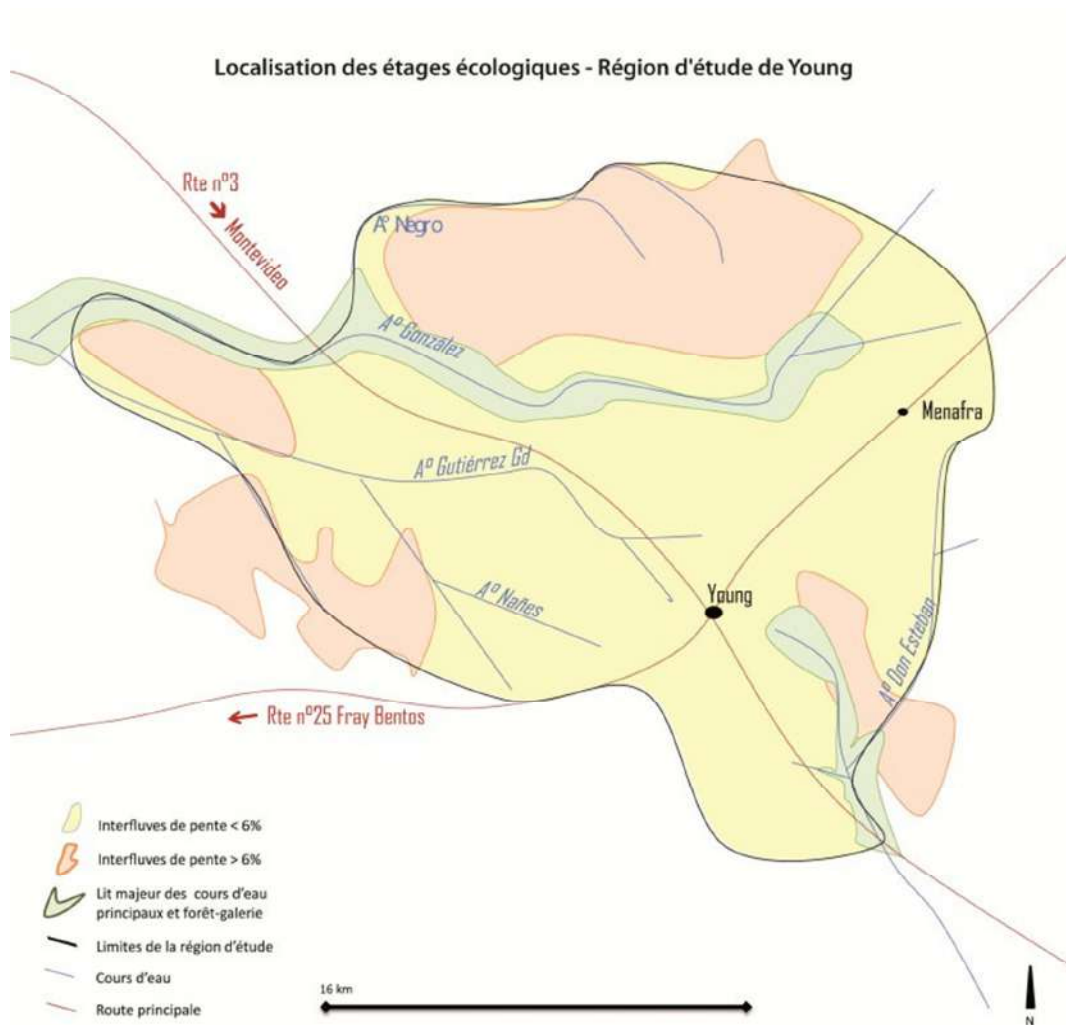 Localisation des étages écologiques - Région d'étude de Young
Rte n°3
Montevideo
Aº Negro
Aº González
Menafra
Aº Gutiérrez Gd
Aº Nañes
Young
Aº Don Esteban
Rte nº25 Fray Bentos
Interfluves de pente < 6%
Interfluves de pente > 6%
Lit majeur des cours d'eau
principaux et forêt-galerie
Limites de la région d'étude
Cours d'eau
Route principale
16 km
N